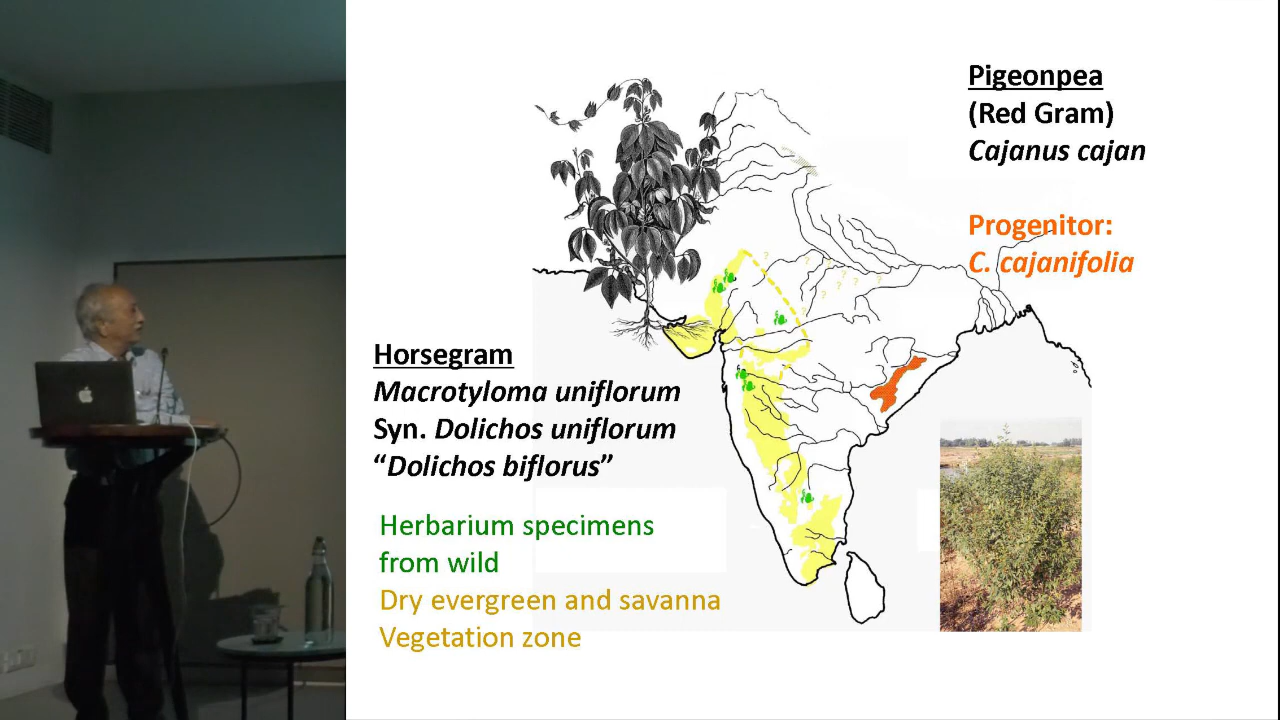 Pigeonpea
(Red Gram)
Cajanus cajan
Progenitor:
C. cajanifolia
Horsegram
Macrotyloma uniflorum
Syn. Dolichos uniflorum
“Dolichos biflorus”
Herbarium specimens
from wild
Dry evergreen and savanna
Vegetation zone
? ? ? ? ? ? ? ?